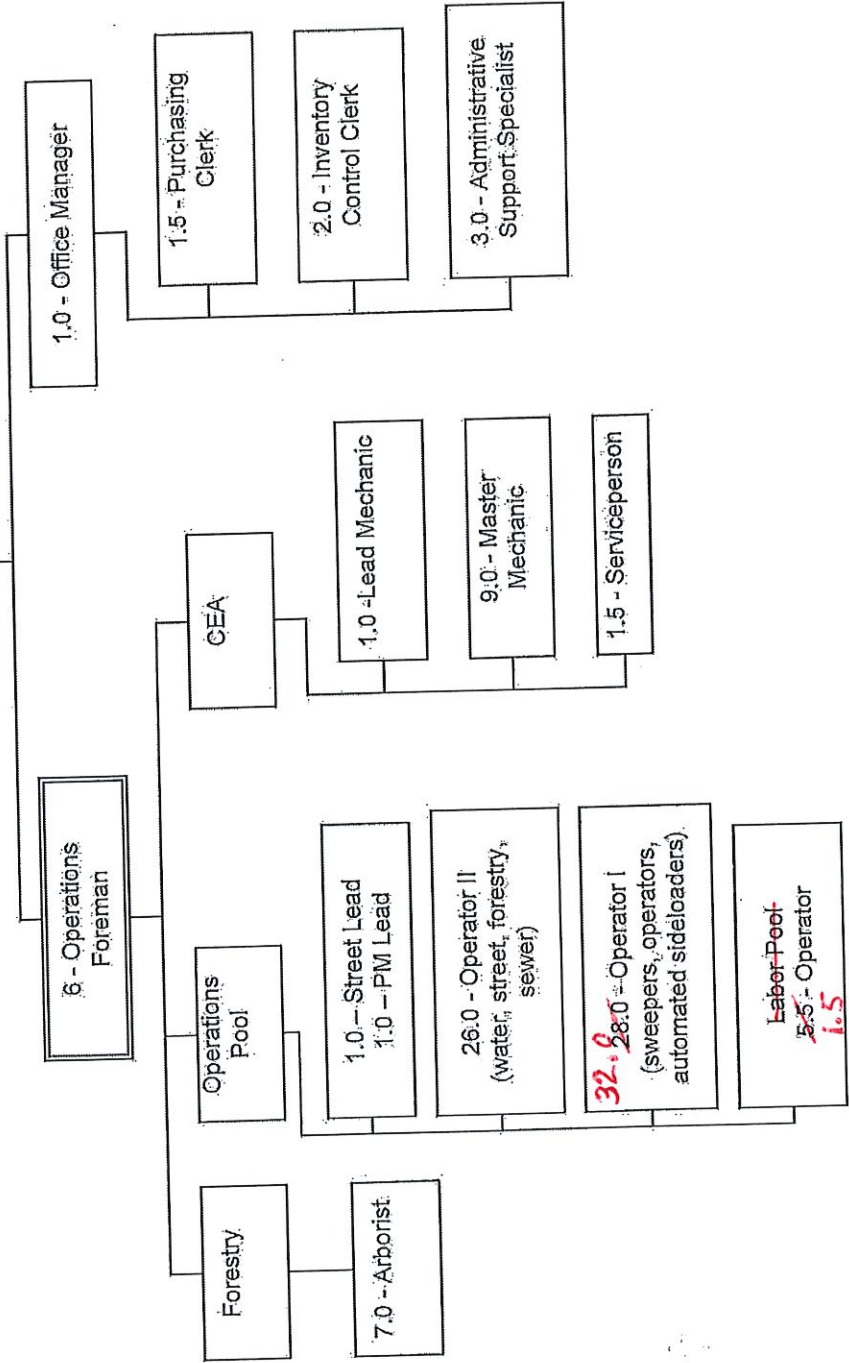 6 - Operations
Foreman
1.0 - Office Manager
Forestry
Operations
Pool
CEA
7.0 - Arborist
1.0 – Street Lead
1.0 – PM Lead
26.0 - Operator II
(water, street, forestry,
sewer)
32.0 28.0 - Operator I
(sweepers, operators,
automated sideloaders)
Labor Pool
5.5 - Operator
1.5
1.0 - Lead Mechanic
9.0 - Master
Mechanic
1.5 - Serviceperson
1.5 - Purchasing
Clerk
2.0 - Inventory
Control Clerk
3.0 - Administrative
Support Specialist